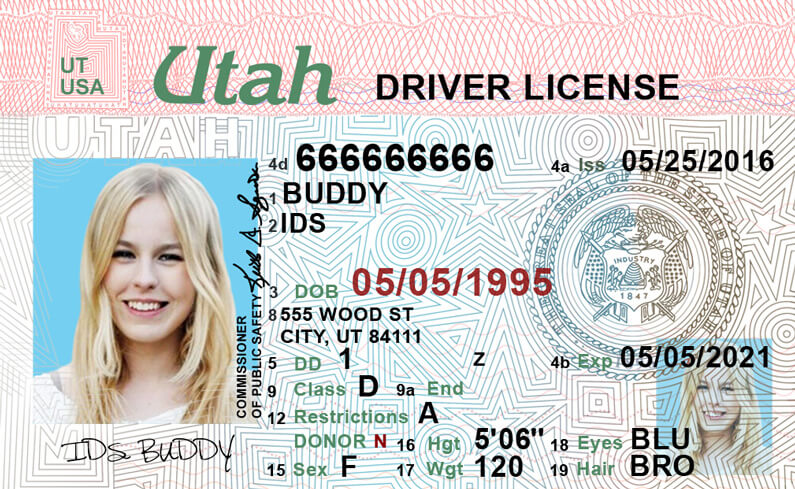 UT
USA
Utah DRIVER LICENSE
UTAH
4d 666666666 4a Iss 05/25/2016
1 BUDDY
2 IDS
3 DOB 05/05/1995
8 555 WOOD ST
CITY, UT 84111
5 DD 1 Z 4b Exp 05/05/2021
9 Class D 9a End
12 Restrictions A
DONOR N 16 Hgt 5'06" 18 Eyes BLU
15 Sex F 17 Wgt 120 19 Hair BRO
COMMISSIONER
OF PUBLIC SAFETY
IDS BUDDY
THE GREAT SEAL OF THE STATE OF UTAH
INDUSTRY
1847